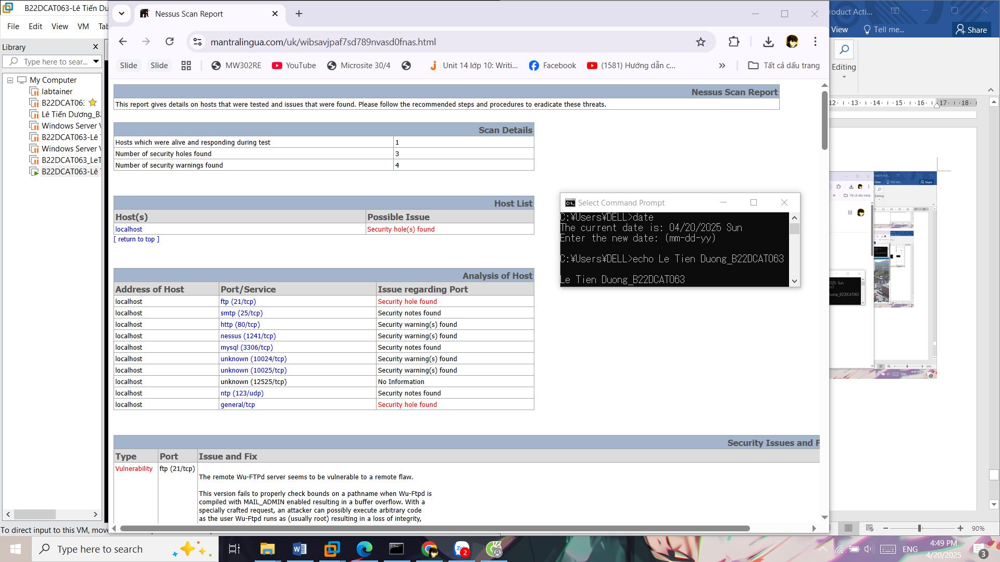 B22DCAT063-Lê Tiến Dư
File Edit View VM Tab
Library
Type here to sear...
My Computer
labtainer
B22DCAT06:
Lê Tiến Dương_B
Windows Server V
B22DCAT063-Lê T
Windows Server V
B22DCAT063_LeT
B22DCAT063-Lê T
To direct input to this VM, move
Nessus Scan Report
mantralingua.com/uk/wibsavjpaf7sd789nvasd0fnas.html
Slide Slide MW302RE YouTube Microsite 30/4 Unit 14 lớp 10: Writi... Facebook (1581) Hướng dẫn c... » Tất cả dấu trang
Nessus Scan Report
This report gives details on hosts that were tested and issues that were found. Please follow the recommended steps and procedures to eradicate these threats.
Scan Details
Hosts which were alive and responding during test 1
Number of security holes found 3
Number of security warnings found 4
Host List
Host(s) Possible Issue
localhost Security hole(s) found
[ return to top ]
Analysis of Host
Address of Host Port/Service Issue regarding Port
localhost ftp (21/tcp) Security hole found
localhost smtp (25/tcp) Security notes found
localhost http (80/tcp) Security warning(s) found
localhost nessus (1241/tcp) Security warning(s) found
localhost mysql (3306/tcp) Security notes found
localhost unknown (10024/tcp) Security warning(s) found
localhost unknown (10025/tcp) Security warning(s) found
localhost unknown (12525/tcp) No Information
localhost ntp (123/udp) Security notes found
localhost general/tcp Security hole found
Security Issues and F
Type Port Issue and Fix
Vulnerability ftp (21/tcp)
The remote Wu-FTPd server seems to be vulnerable to a remote flaw.
This version fails to properly check bounds on a pathname when Wu-Ftpd is
compiled with MAIL_ADMIN enabled resulting in a buffer overflow. With a
specially crafted request, an attacker can possibly execute arbitrary code
as the user Wu-Ftpd runs as (usually root) resulting in a loss of integrity,
Select Command Prompt
C:¥Users¥DELL>date
The current date is: 04/20/2025 Sun
Enter the new date: (mm-dd-yy)
C:¥Users¥DELL>echo Le Tien Duong_B22DCAT063
Le Tien Duong_B22DCAT063
roduct Acti...
View Tell me... Share
Editing
12 · 13 · 14 · 15 · 16 · 17 · 18
90%
Type here to search
2
ENG
4:49 PM
4/20/2025
3